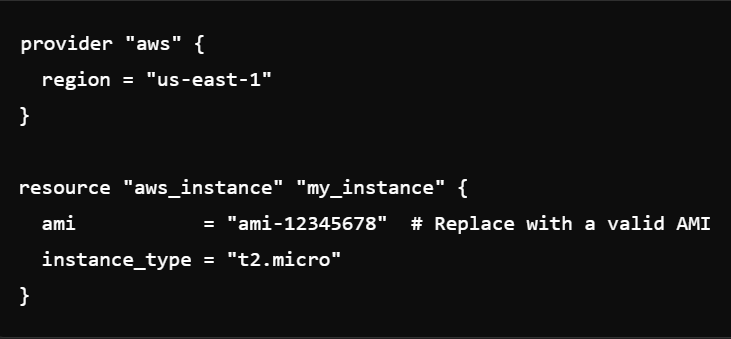 provider "aws" {
  region = "us-east-1"
}

resource "aws_instance" "my_instance" {
  ami           = "ami-12345678"  # Replace with a valid AMI
  instance_type = "t2.micro"
}